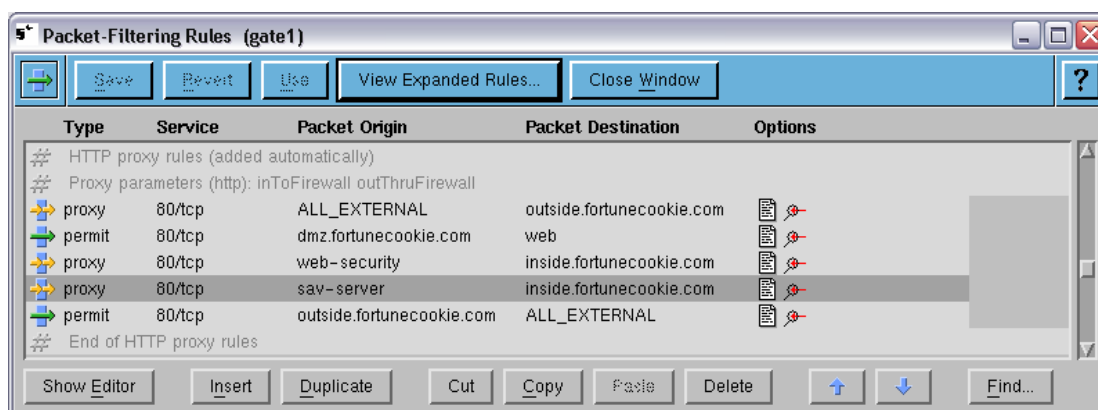 Packet-Filtering Rules (gate1)
Save Revert Use View Expanded Rules... Close Window ?
Type Service Packet Origin Packet Destination Options
# HTTP proxy rules (added automatically)
# Proxy parameters (http): inToFirewall outThruFirewall
proxy 80/tcp ALL_EXTERNAL outside.fortunecookie.com
permit 80/tcp dmz.fortunecookie.com web
proxy 80/tcp web-security inside.fortunecookie.com
proxy 80/tcp sav-server inside.fortunecookie.com
permit 80/tcp outside.fortunecookie.com ALL_EXTERNAL
# End of HTTP proxy rules
Show Editor Insert Duplicate Cut Copy Paste Delete Find...